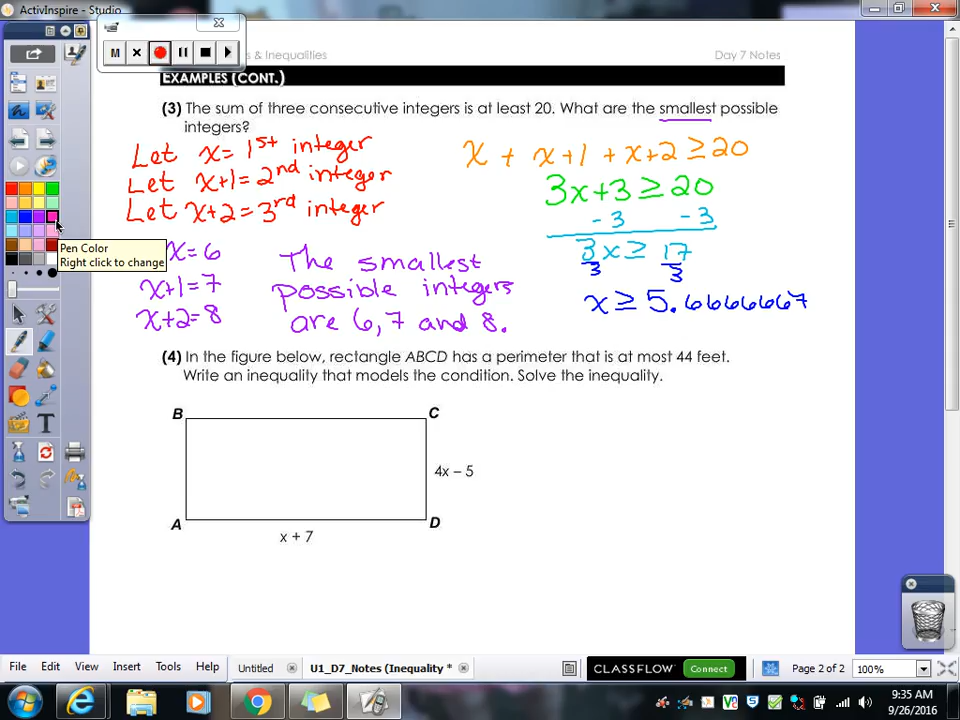 ActivInspire - Studio
s & Inequalities
Day 7 Notes
EXAMPLES (CONT.)
(3) The sum of three consecutive integers is at least 20. What are the smallest possible
integers?
Let x = 1st integer
Let x+1 = 2nd integer
Let x+2 = 3rd integer
x + x+1 + x+2 ≥ 20
3x+3 ≥ 20
-3 -3
3x ≥ 17
3 3
x ≥ 5.6666667
Pen Color
Right click to change
x=6
x+1=7
x+2=8
The smallest
possible integers
are 6,7 and 8.
(4) In the figure below, rectangle ABCD has a perimeter that is at most 44 feet.
Write an inequality that models the condition. Solve the inequality.
B C
4x – 5
A D
x + 7
File Edit View Insert Tools Help Untitled U1_D7_Notes (Inequality * CLASSFLOW Connect Page 2 of 2 100%
9:35 AM
9/26/2016